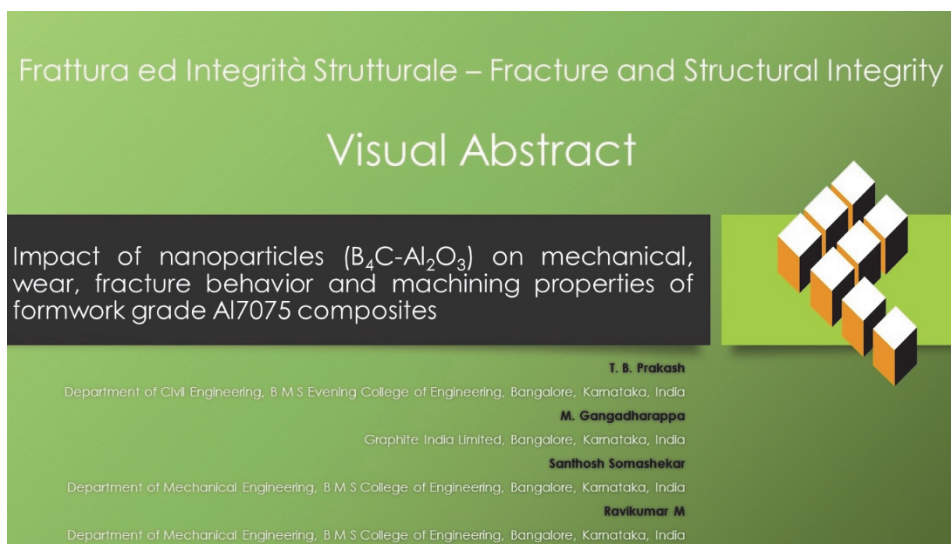 Frattura ed Integrità Strutturale – Fracture and Structural Integrity
Visual Abstract
Impact of nanoparticles (B₄C-Al₂O₃) on mechanical,
wear, fracture behavior and machining properties of
formwork grade Al7075 composites
T. B. Prakash
Department of Civil Engineering, B M S Evening College of Engineering, Bangalore, Karnataka, India
M. Gangadharappa
Graphite India Limited, Bangalore, Karnataka, India
Santhosh Somashekar
Department of Mechanical Engineering, B M S College of Engineering, Bangalore, Karnataka, India
Ravikumar M
Department of Mechanical Engineering, B M S College of Engineering, Bangalore, Karnataka, India